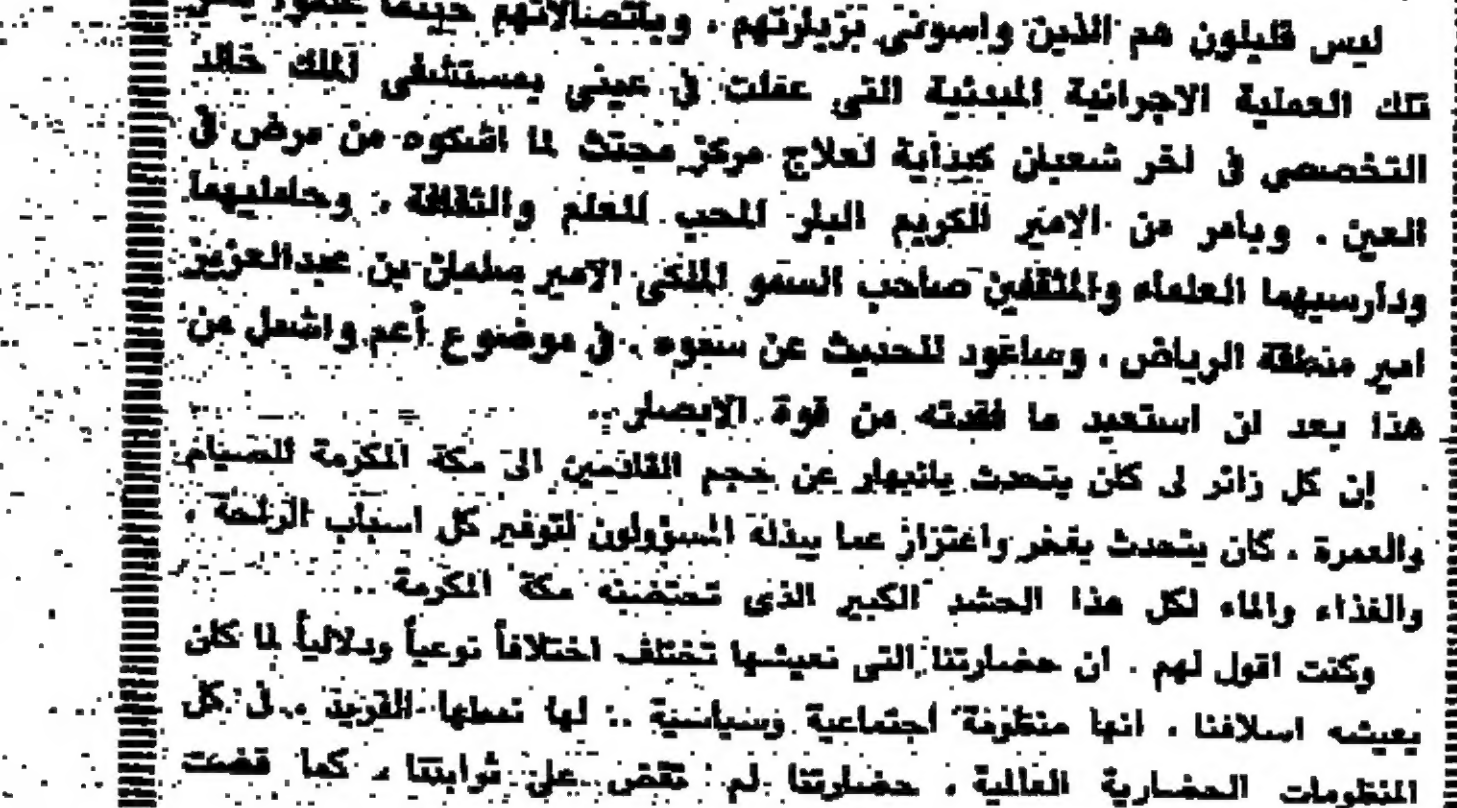 ليس قليلون هم الذين واسوني بزيارتهم ، وباتصالاتهم حينما علموا
تلك العملية الاجرائية المبدئية التي عملت في عيني بمستشفى الملك خالد
التخصصي في اخر شعبان كبداية لعلاج مركز مجتث لما اشكوه من مرض في
العين . وبامر من الامير الكريم البار المحب للعلم والثقافة ، وحامليهما
ودارسيهما العلماء والمثقفين صاحب السمو الملكي الامير سلمان بن عبدالعزيز
امير منطقة الرياض ، وساعود للحديث عن سموه ، في موضوع أعم واشمل من
هذا بعد ان استعيد ما فقدته من قوة الابصار ..
إن كل زائر لى كان يتحدث بانبهار عن حجم القادمين الى مكة المكرمة للصيام
والعمرة ، كان يتحدث بفخر واعتزاز عما يبذله المسؤولون لتوفير كل اسباب الراحة ،
والغذاء والماء لكل هذا الحشد الكبير الذى تحتضنه مكة المكرمة ..
وكنت اقول لهم . ان حضارتنا التى نعيشها تختلف اختلافاً نوعياً ودلالياً لما كان
يعيشه اسلافنا ، انها منظومة اجتماعية وسياسية .. لها نمطها الفريد ، في كل
المنظومات الحضارية العالمية ، حضارتنا لم تقض على ثوابتنا ، كما قضت